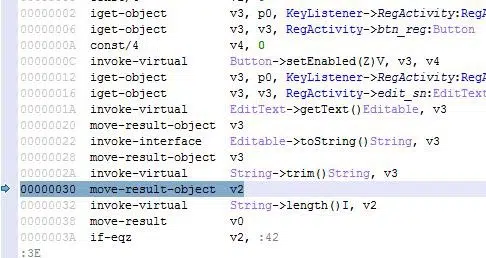 00000002 iget-object v3, p0, KeyListener->RegActivity:RegA
00000006 iget-object v3, v3, RegActivity->btn_reg:Button
0000000A const/4 v4, 0
0000000C invoke-virtual Button->setEnabled(Z)V, v3, v4
00000012 iget-object v3, p0, KeyListener->RegActivity:RegA
00000016 iget-object v3, v3, RegActivity->edit_sn:EditText
0000001A invoke-virtual EditText->getText()Editable, v3
00000020 move-result-object v3
00000022 invoke-interface Editable->toString()String, v3
00000028 move-result-object v3
0000002A invoke-virtual String->trim()String, v3
00000030 move-result-object v2
00000032 invoke-virtual String->length()I, v2
00000038 move-result v0
0000003A if-eqz v2, :42
:3E